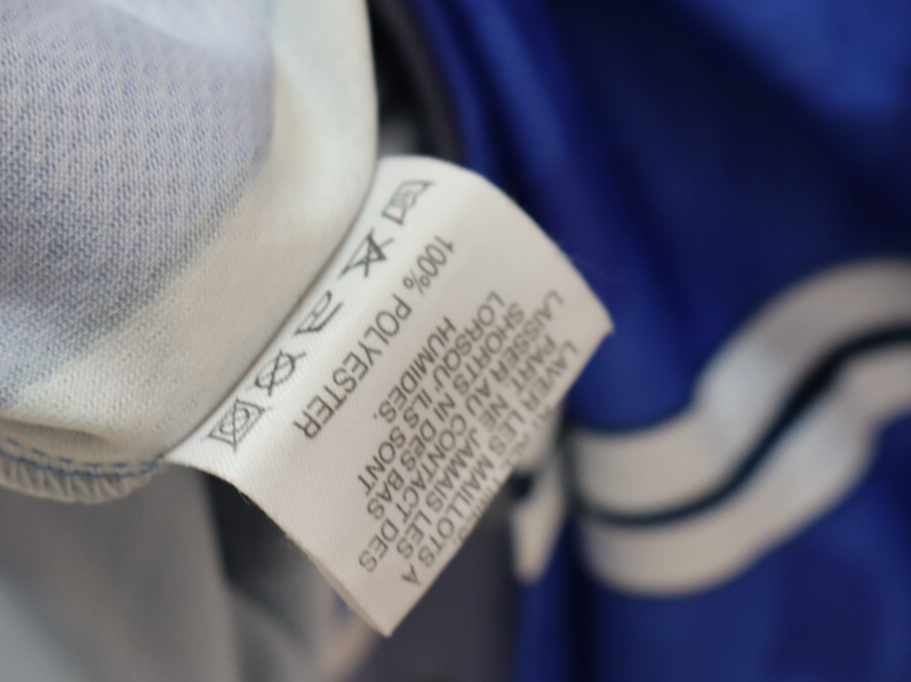 100% POLYESTER
LAVER LES MAILLOTS À
PART. NE JAMAIS LES
LAISSER AU CONTACT DES
SHORTS NI DES BAS
LORSQU'ILS SONT
HUMIDES.